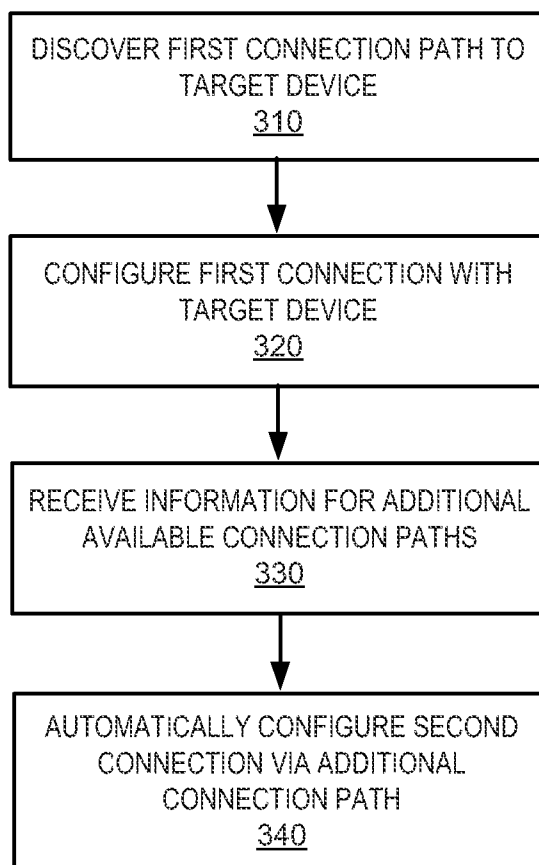 DISCOVER FIRST CONNECTION PATH TO
TARGET DEVICE
310
CONFIGURE FIRST CONNECTION WITH
TARGET DEVICE
320
RECEIVE INFORMATION FOR ADDITIONAL
AVAILABLE CONNECTION PATHS
330
AUTOMATICALLY CONFIGURE SECOND
CONNECTION VIA ADDITIONAL
CONNECTION PATH
340